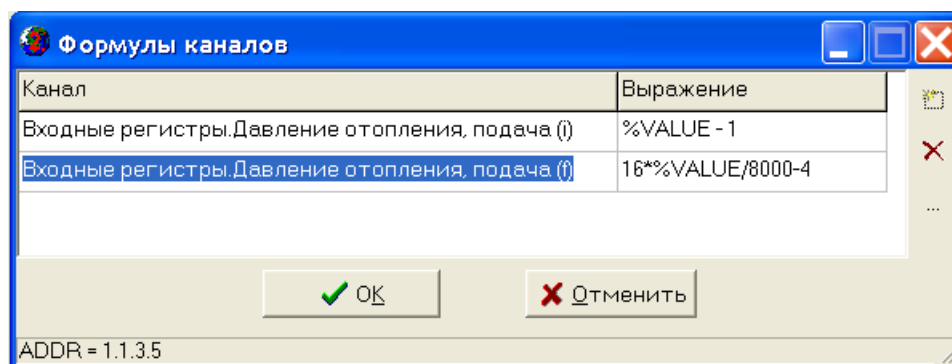 Формулы каналов
Канал Выражение
Входные регистры.Давление отопления, подача (i) %VALUE - 1
Входные регистры.Давление отопления, подача (f) 16*%VALUE/8000-4
...
OK Отменить
ADDR = 1.1.3.5